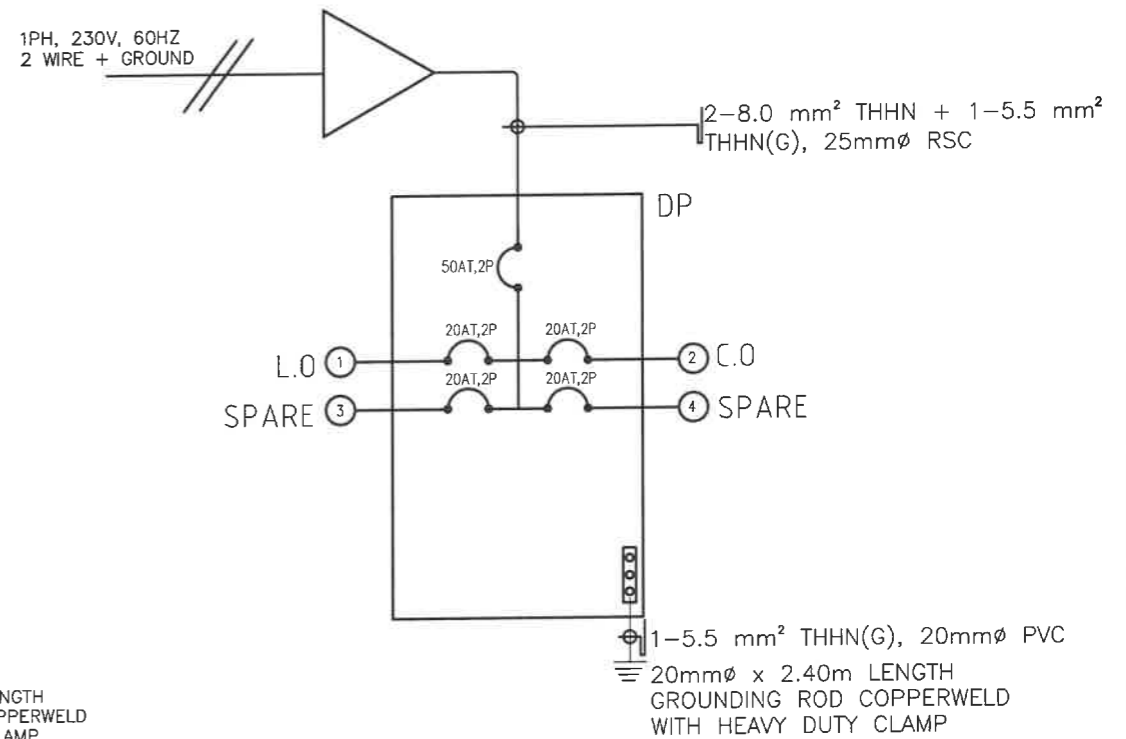 1PH, 230V, 60HZ
2 WIRE + GROUND
2-8.0 mm² THHN + 1-5.5 mm²
THHN(G), 25mmø RSC
DP
50AT,2P
20AT,2P
20AT,2P
L.O
1
2
C.O
20AT,2P
20AT,2P
SPARE
3
4
SPARE
1-5.5 mm² THHN(G), 20mmø PVC
20mmø x 2.40m LENGTH
GROUNDING ROD COPPERWELD
WITH HEAVY DUTY CLAMP